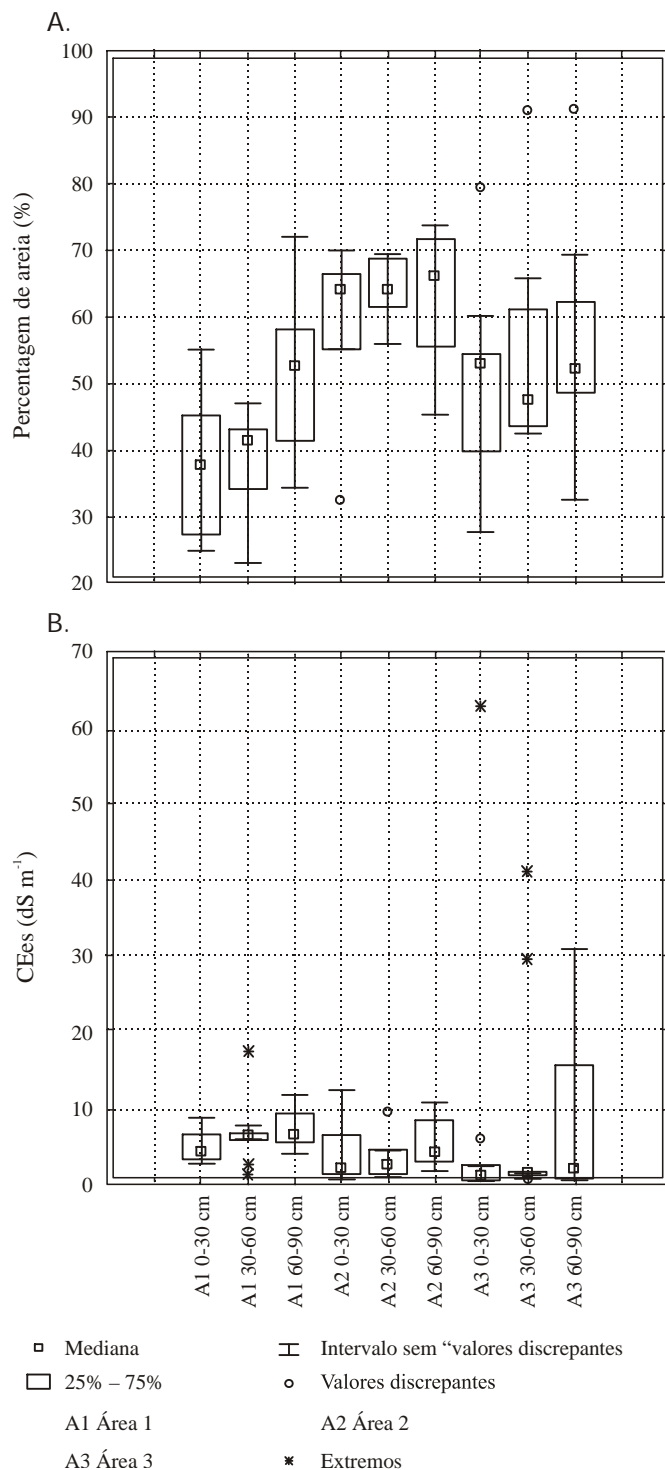 A.
Percentagem de areia (%)
100
90
80
70
60
50
40
30
20
B.
CEes (dS m⁻¹)
70
60
50
40
30
20
10
0
A1 0-30 cm
A1 30-60 cm
A1 60-90 cm
A2 0-30 cm
A2 30-60 cm
A2 60-90 cm
A3 0-30 cm
A3 30-60 cm
A3 60-90 cm
Mediana
Intervalo sem “valores discrepantes
25% – 75%
Valores discrepantes
A1 Área 1
A2 Área 2
A3 Área 3
Extremos